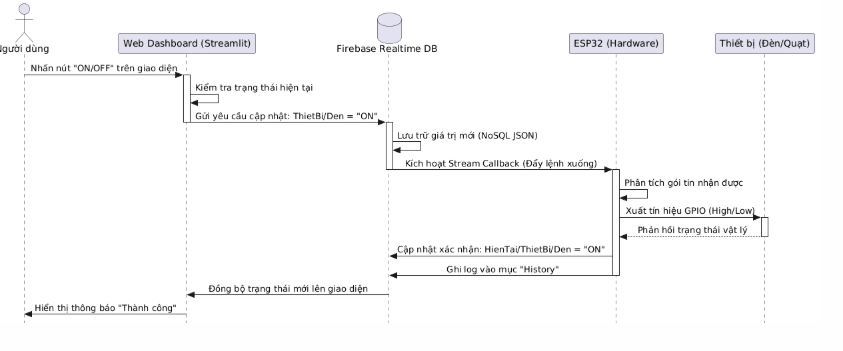 Người dùng
Web Dashboard (Streamlit)
Firebase Realtime DB
ESP32 (Hardware)
Thiết bị (Đèn/Quạt)
Nhấn nút "ON/OFF" trên giao diện
Kiểm tra trạng thái hiện tại
Gửi yêu cầu cập nhật: ThietBi/Den = "ON"
Lưu trữ giá trị mới (NoSQL JSON)
Kích hoạt Stream Callback (Đẩy lệnh xuống)
Phân tích gói tin nhận được
Xuất tín hiệu GPIO (High/Low)
Phản hồi trạng thái vật lý
Cập nhật xác nhận: HienTai/ThietBi/Den = "ON"
Ghi log vào mục "History"
Đồng bộ trạng thái mới lên giao diện
Hiển thị thông báo "Thành công"